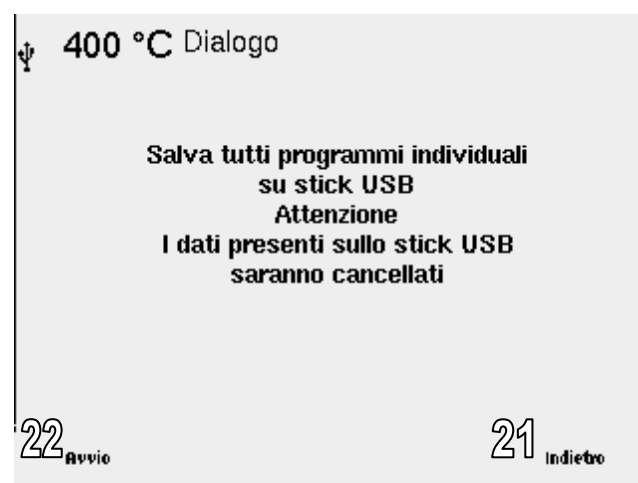 400 °C Dialogo
Salva tutti programmi individuali
su stick USB
Attenzione
I dati presenti sullo stick USB
saranno cancellati
22 Avvio
21 Indietro